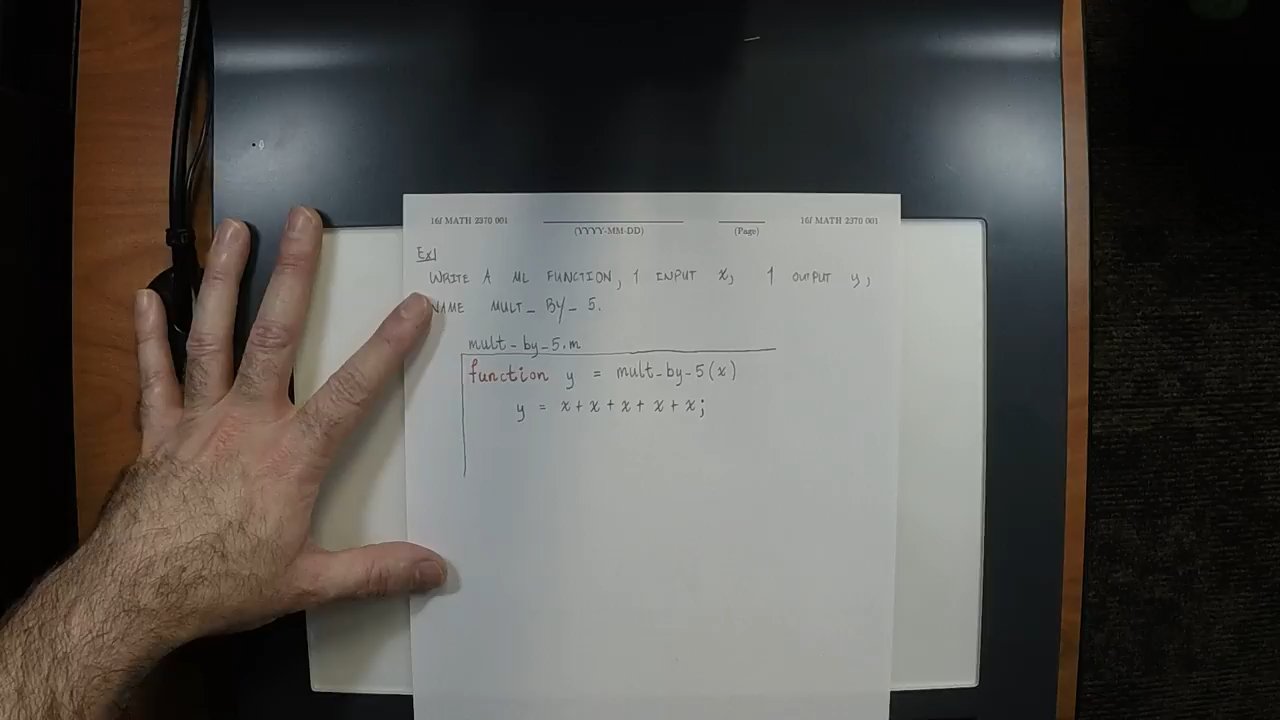 16f MATH 2370 001 (YYYY-MM-DD) (Page) 16f MATH 2370 001
Ex1
WRITE A ML FUNCTION, 1 INPUT x, 1 OUTPUT y,
NAME MULT_BY_5.
mult_by_5.m
function y = mult_by_5(x)
y = x+x+x+x+x;